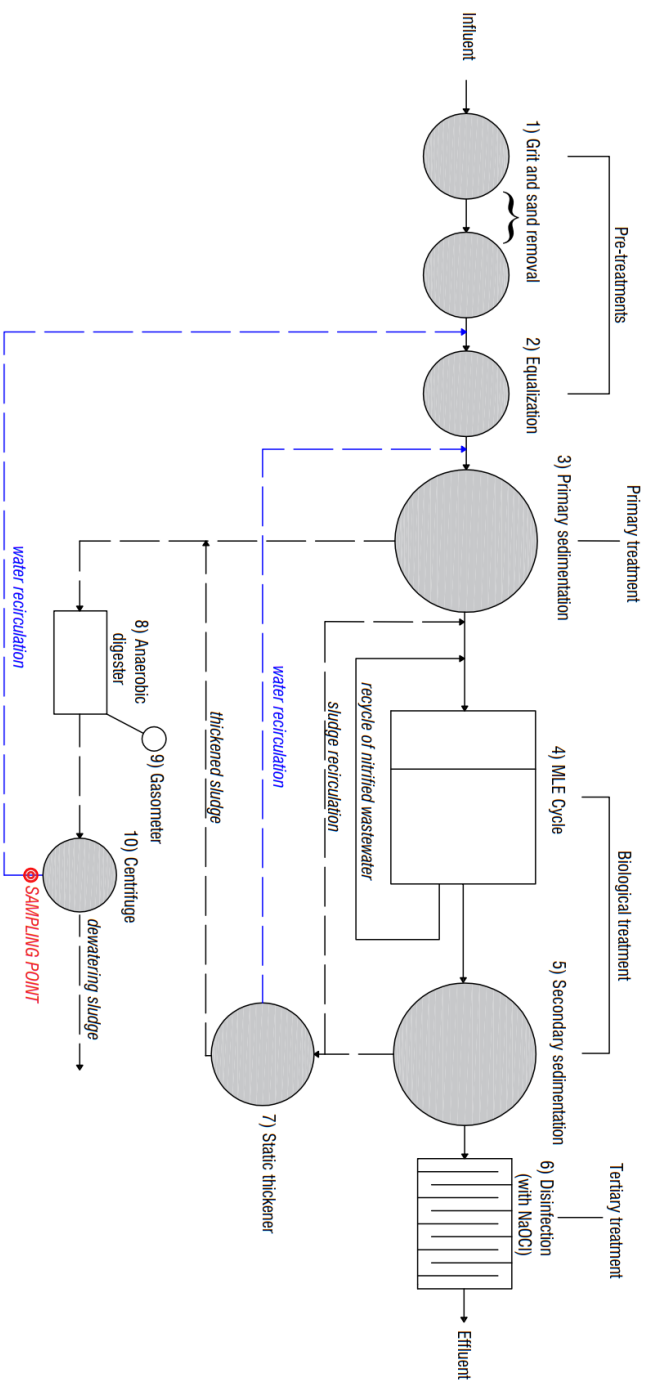 Influent
Pre-treatments
1) Grit and sand removal
2) Equalization
Primary treatment
3) Primary sedimentation
Biological treatment
4) MLE Cycle
5) Secondary sedimentation
Tertiary treatment
6) Disinfection
(with NaOCl)
Effluent
recycle of nitrified wastewater
sludge recirculation
water recirculation
thickened sludge
7) Static thickener
8) Anaerobic
digester
9) Gasometer
10) Centrifuge
dewatering sludge
SAMPLING POINT
water recirculation